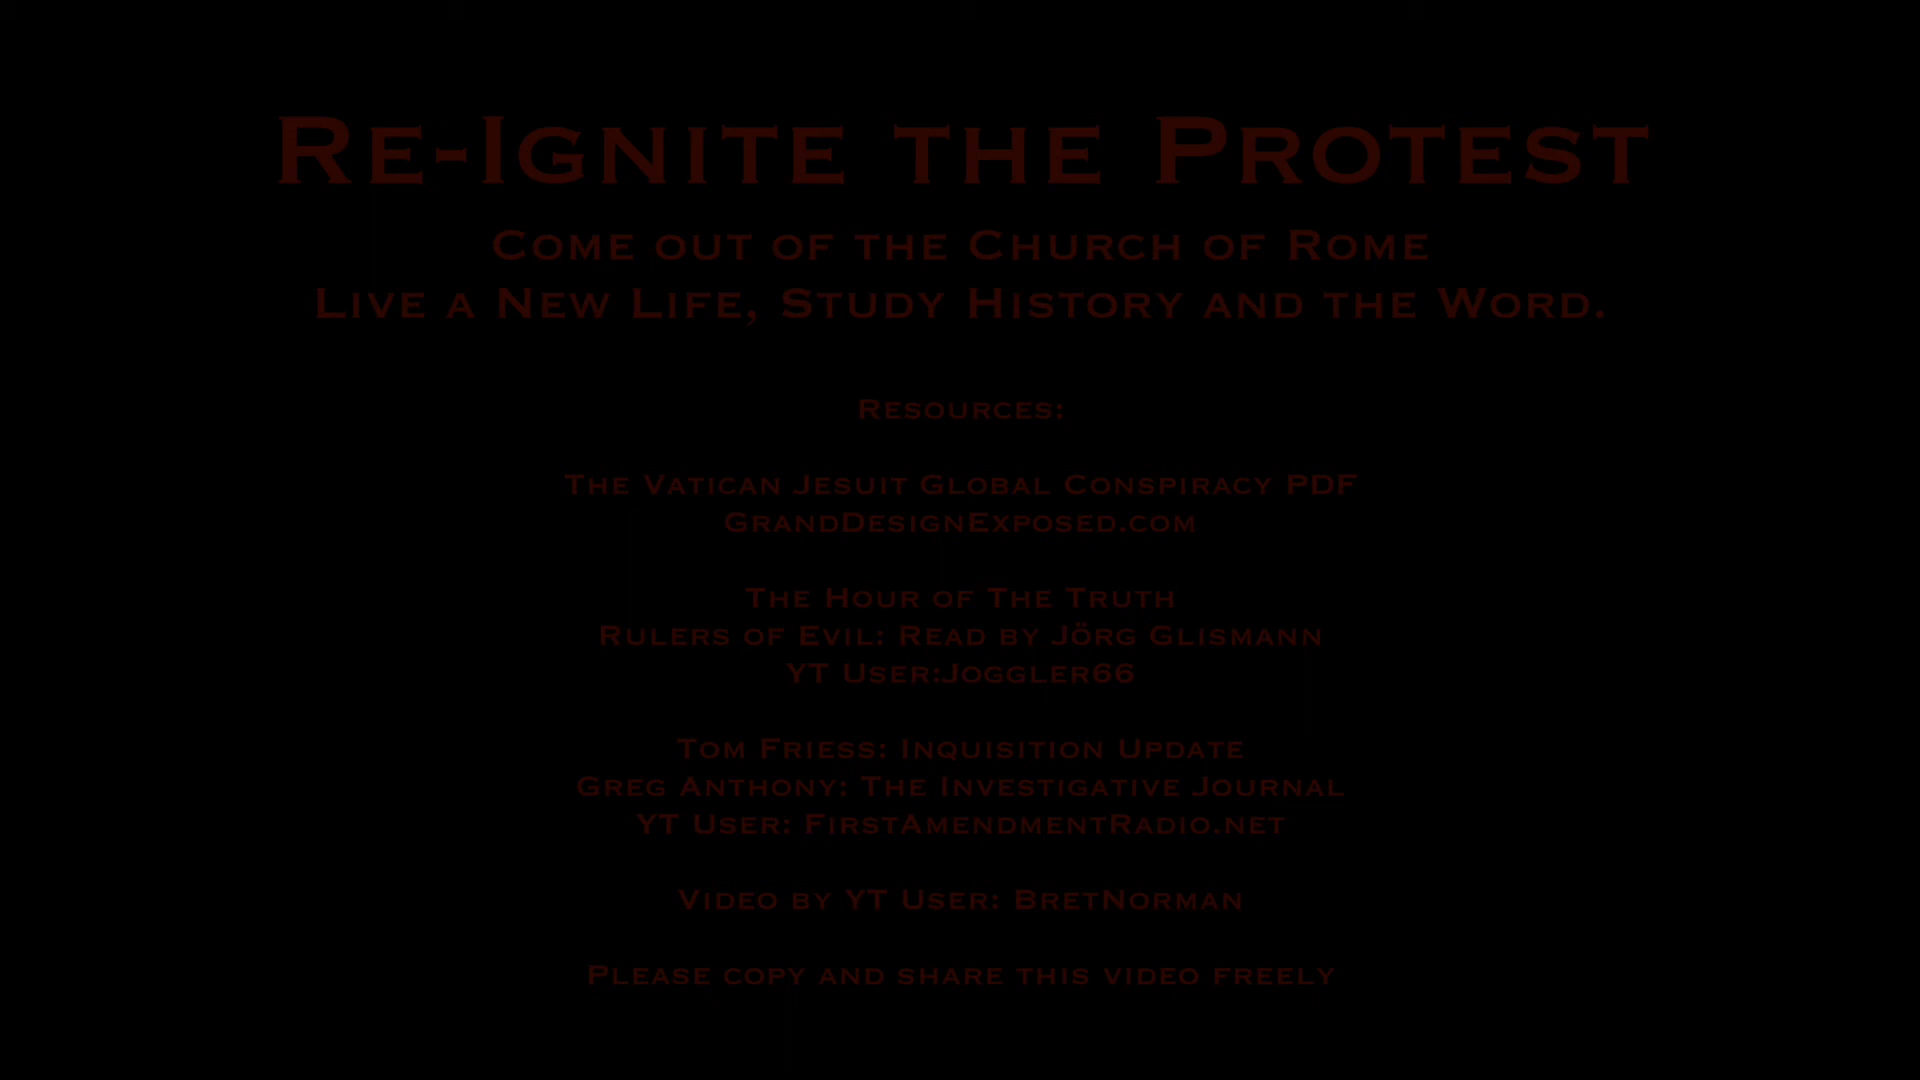 Re-Ignite the Protest
Come out of the Church of Rome
Live a New Life, Study History and the Word.
Resources:
The Vatican Jesuit Global Conspiracy PDF
GrandDesignExposed.com
The Hour of The Truth
Rulers of Evil: Read by Jörg Glismann
YT User:Joggler66
Tom Friess: Inquisition Update
Greg Anthony: The Investigative Journal
YT User: FirstAmendmentRadio.net
Video by YT User: BretNorman
Please copy and share this video freely